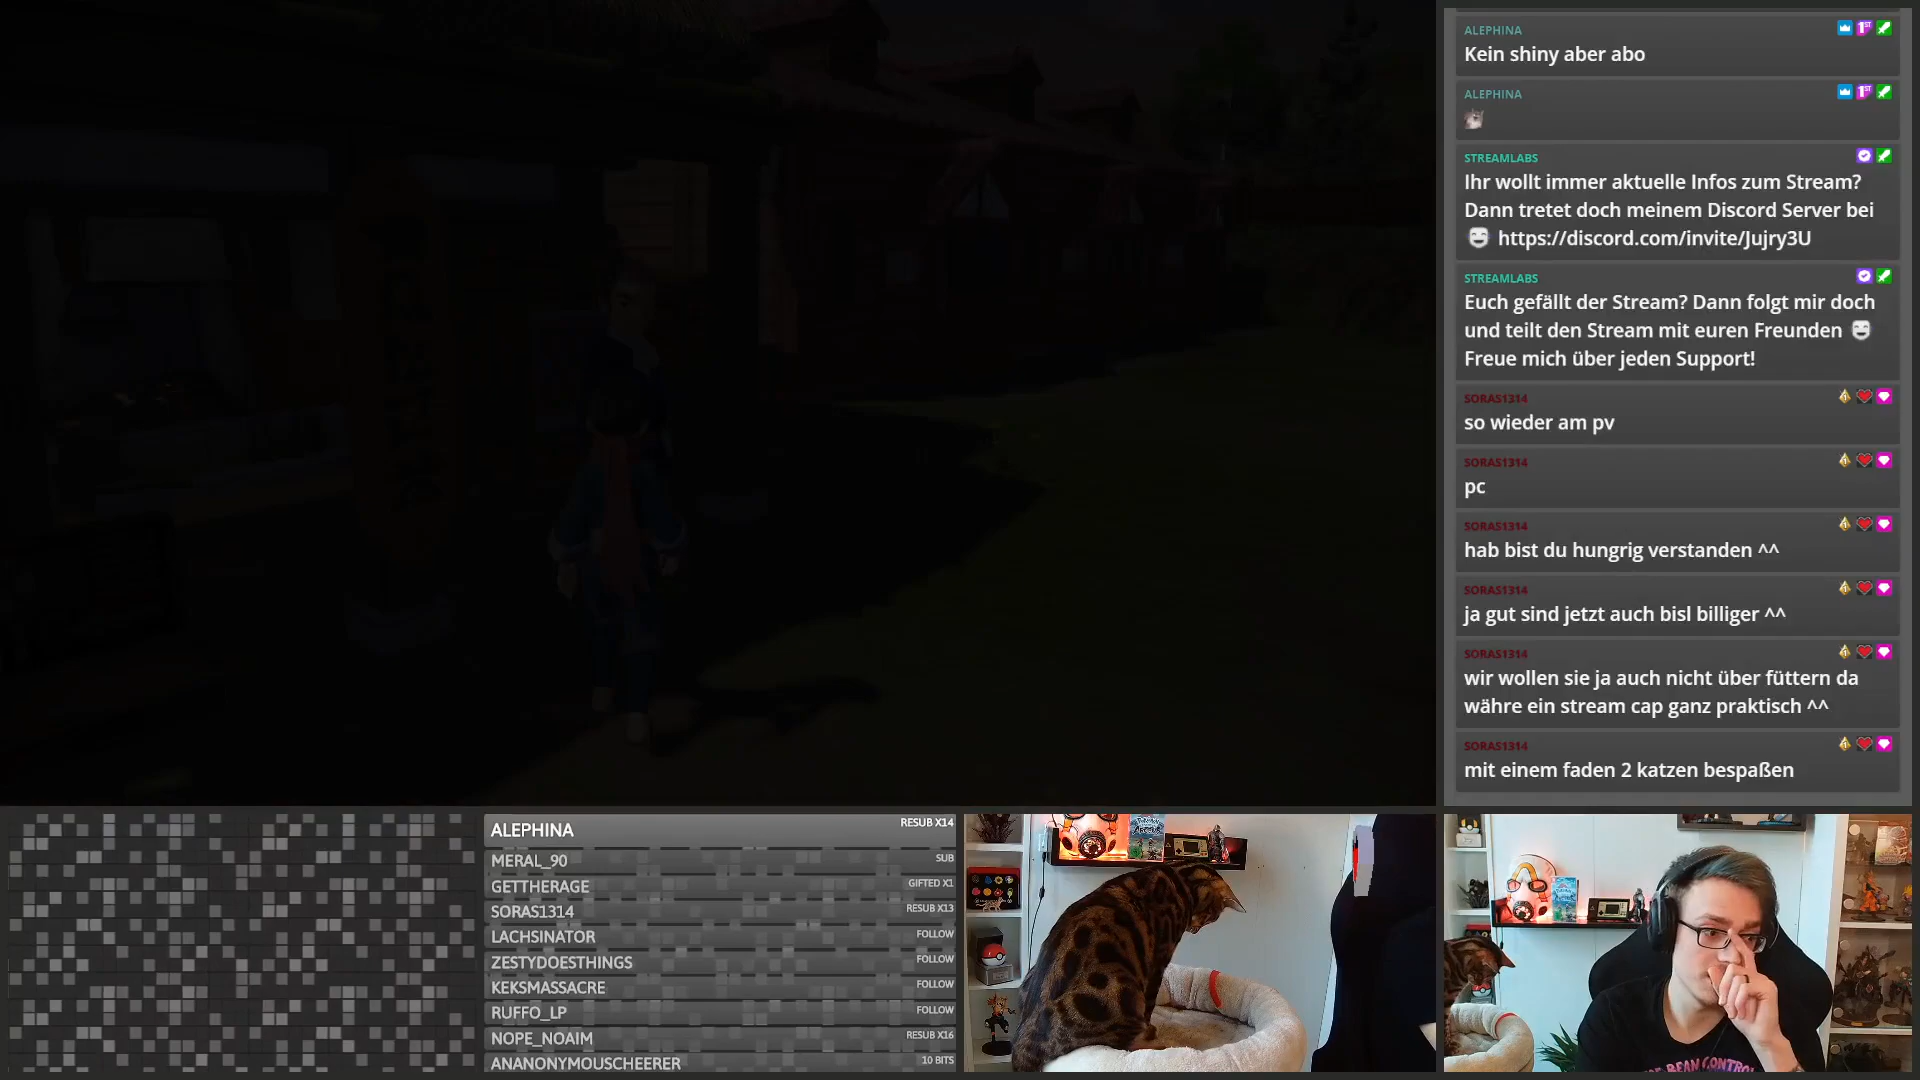 ALEPHINA
Kein shiny aber abo
ALEPHINA
STREAMLABS
Ihr wollt immer aktuelle Infos zum Stream?
Dann tretet doch meinem Discord Server bei
https://discord.com/invite/Jujry3U
STREAMLABS
Euch gefällt der Stream? Dann folgt mir doch
und teilt den Stream mit euren Freunden
Freue mich über jeden Support!
SORAS1314
so wieder am pv
SORAS1314
pc
SORAS1314
hab bist du hungrig verstanden ^^
SORAS1314
ja gut sind jetzt auch bisl billiger ^^
SORAS1314
wir wollen sie ja auch nicht über füttern da
währe ein stream cap ganz praktisch ^^
SORAS1314
mit einem faden 2 katzen bespaßen
ALEPHINA RESUB X14
MERAL_90 SUB
GETTHERAGE GIFTED X1
SORAS1314 RESUB X13
LACHSINATOR FOLLOW
ZESTYDOESTHINGS FOLLOW
KEKSMASSACRE FOLLOW
RUFFO_LP FOLLOW
NOPE_NOAIM RESUB X16
ANANONYMOUSCHEERER 10 BITS